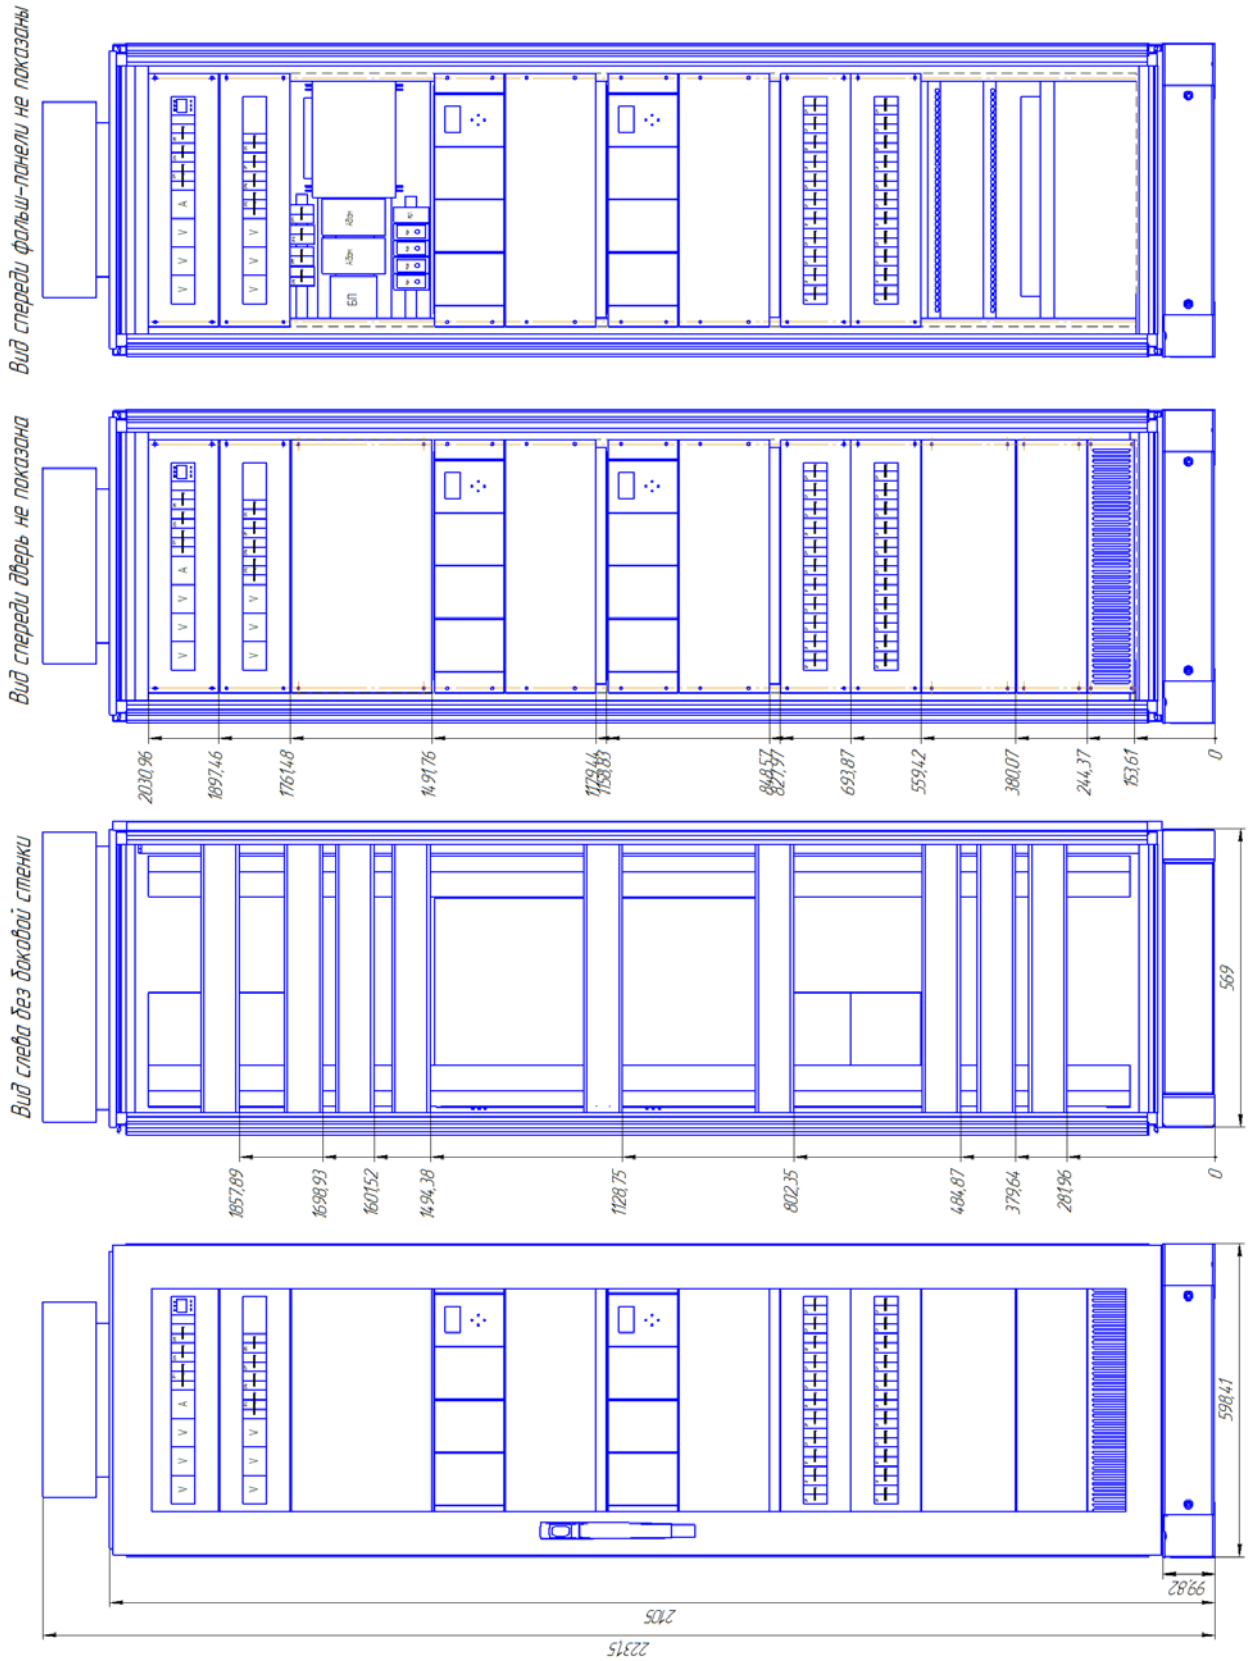 Вид спереди фальш-панели не показаны
A
V
V
V
V
V
Абон
Абон
БП
Вид спереди дверь не показана
A
V
V
V
V
V
2030,96
1897,46
1761,48
1491,76
1158,83
827,97
693,87
559,42
380,07
244,37
153,61
0
Вид слева без боковой стенки
1857,89
1698,93
1601,52
1494,38
1128,75
802,35
484,87
379,64
281,96
0
569
A
V
V
V
V
V
598,41
99,82
2105
2231,5